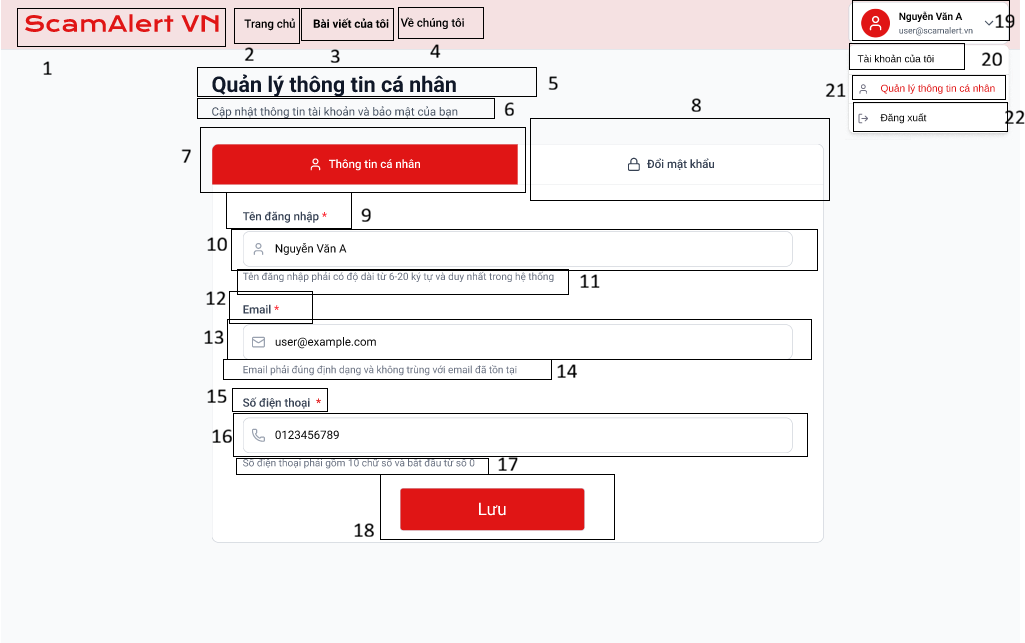 ScamAlert VN
Trang chủ
Bài viết của tôi
Về chúng tôi
Nguyễn Văn A
user@scamalert.vn
19
1
2
3
4
Tài khoản của tôi
20
21
Quản lý thông tin cá nhân
Đăng xuất
22
Quản lý thông tin cá nhân
5
Cập nhật thông tin tài khoản và bảo mật của bạn
6
7
Thông tin cá nhân
8
Đổi mật khẩu
Tên đăng nhập *
9
10
Nguyễn Văn A
Tên đăng nhập phải có độ dài từ 6-20 ký tự và duy nhất trong hệ thống
11
12
Email *
13
user@example.com
Email phải đúng định dạng và không trùng với email đã tồn tại
14
15
Số điện thoại *
16
0123456789
Số điện thoại phải gồm 10 chữ số và bắt đầu từ số 0
17
18
Lưu